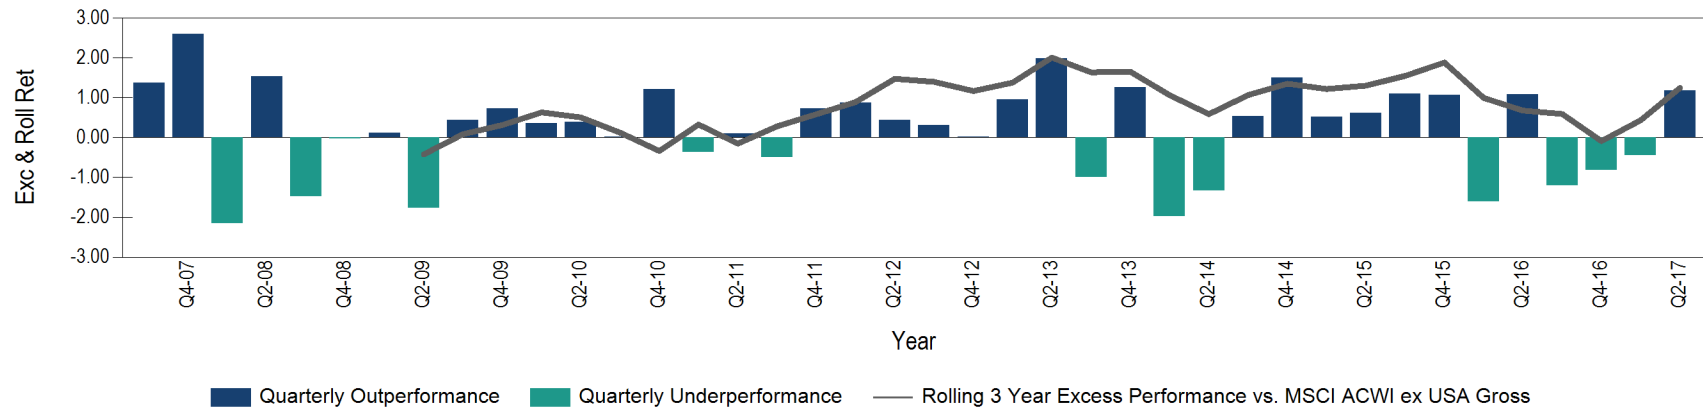 Exc & Roll Ret
3.00
2.00
1.00
0.00
-1.00
-2.00
-3.00
Q4-07
Q2-08
Q4-08
Q2-09
Q4-09
Q2-10
Q4-10
Q2-11
Q4-11
Q2-12
Q4-12
Q2-13
Q4-13
Q2-14
Q4-14
Q2-15
Q4-15
Q2-16
Q4-16
Q2-17
Year
Quarterly Outperformance
Quarterly Underperformance
Rolling 3 Year Excess Performance vs. MSCI ACWI ex USA Gross